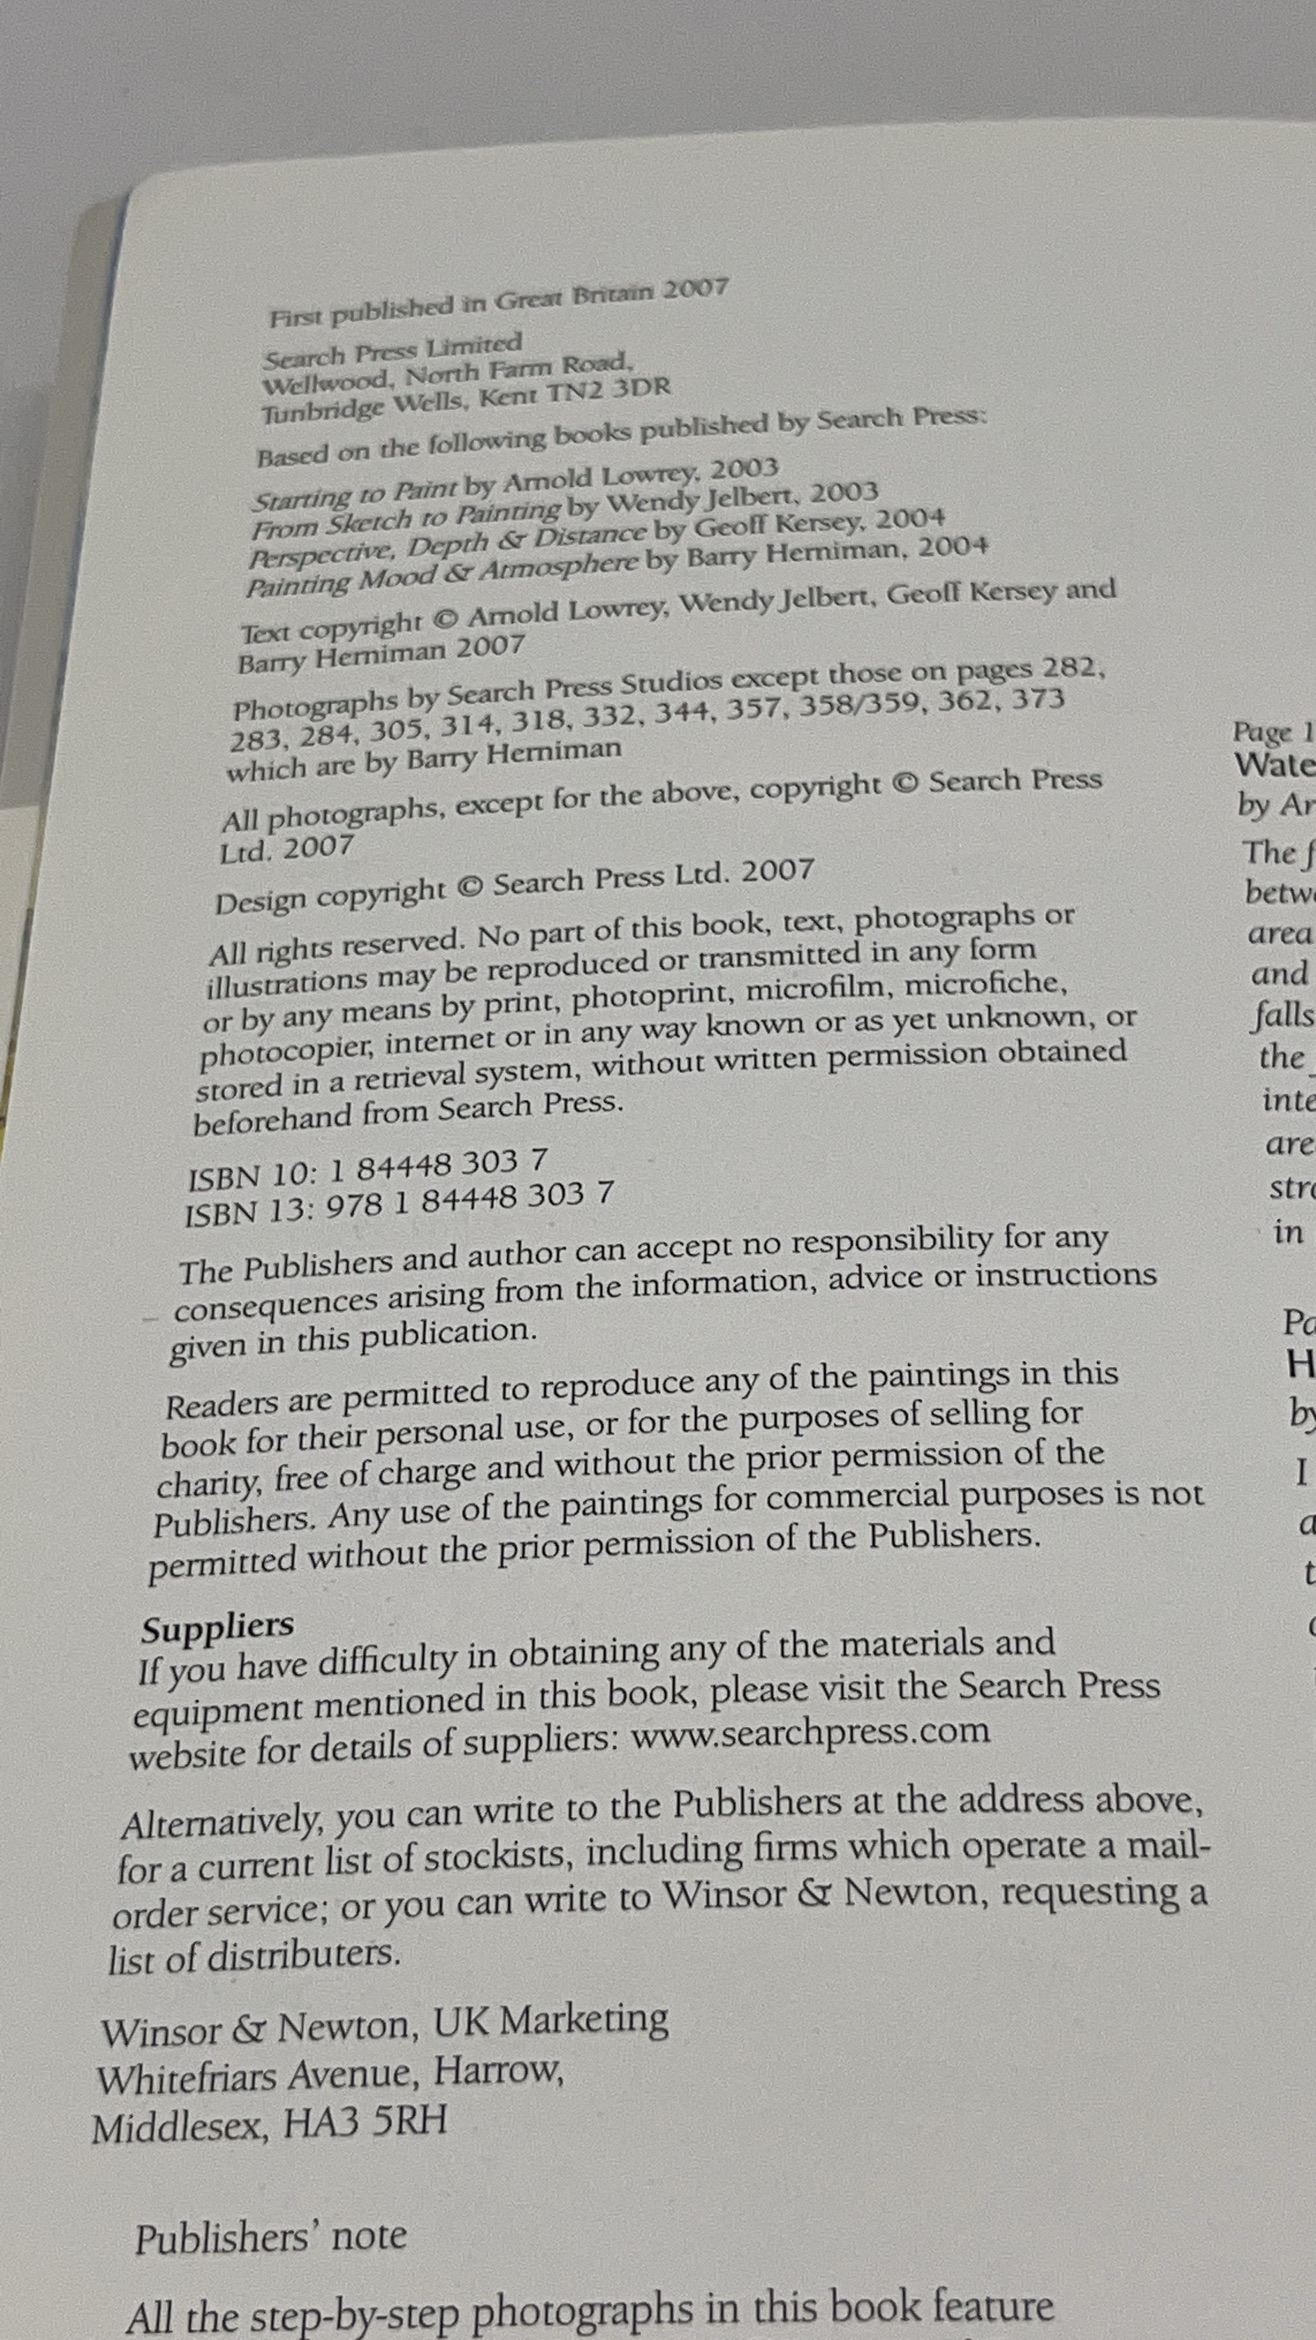 First published in Great Britain 2007
Search Press Limited
Wellwood, North Farm Road,
Tunbridge Wells, Kent TN2 3DR
Based on the following books published by Search Press:
Starting to Paint by Arnold Lowrey, 2003
From Sketch to Painting by Wendy Jelbert, 2003
Perspective, Depth & Distance by Geoff Kersey, 2004
Painting Mood & Atmosphere by Barry Herniman, 2004
Text copyright © Arnold Lowrey, Wendy Jelbert, Geoff Kersey and
Barry Herniman 2007
Photographs by Search Press Studios except those on pages 282,
283, 284, 305, 314, 318, 332, 344, 357, 358/359, 362, 373
which are by Barry Herniman
All photographs, except for the above, copyright © Search Press
Ltd. 2007
Design copyright © Search Press Ltd. 2007
All rights reserved. No part of this book, text, photographs or
illustrations may be reproduced or transmitted in any form
or by any means by print, photoprint, microfilm, microfiche,
photocopier, internet or in any way known or as yet unknown, or
stored in a retrieval system, without written permission obtained
beforehand from Search Press.
ISBN 10: 1 84448 303 7
ISBN 13: 978 1 84448 303 7
The Publishers and author can accept no responsibility for any
consequences arising from the information, advice or instructions
given in this publication.
Readers are permitted to reproduce any of the paintings in this
book for their personal use, or for the purposes of selling for
charity, free of charge and without the prior permission of the
Publishers. Any use of the paintings for commercial purposes is not
permitted without the prior permission of the Publishers.
Suppliers
If you have difficulty in obtaining any of the materials and
equipment mentioned in this book, please visit the Search Press
website for details of suppliers: www.searchpress.com
Alternatively, you can write to the Publishers at the address above,
for a current list of stockists, including firms which operate a mail-
order service; or you can write to Winsor & Newton, requesting a
list of distributers.
Winsor & Newton, UK Marketing
Whitefriars Avenue, Harrow,
Middlesex, HA3 5RH
Publishers' note
All the step-by-step photographs in this book feature
Page 1
Wate
by Ar
The f
betwe
area
and
falls
the
inte
are
stro
in
Pa
H
by
I
a
t